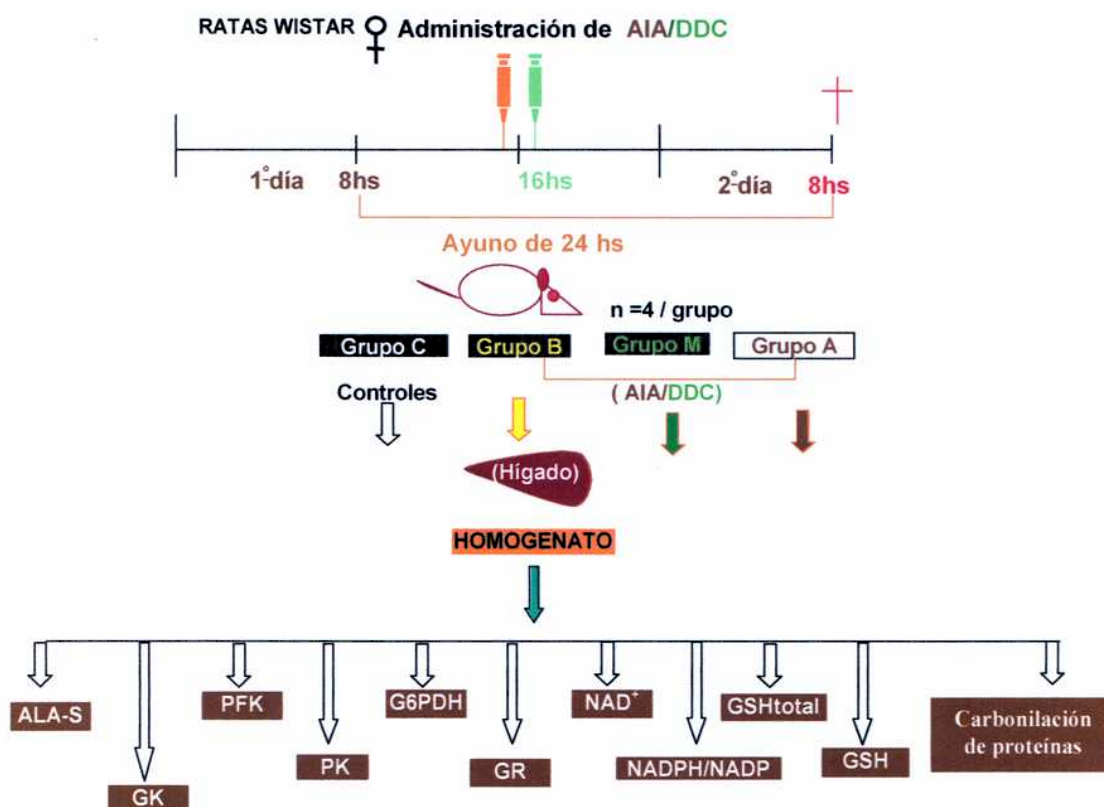 RATAS WISTAR Administración de AIA/DDC
1°día 8hs 16hs 2°día 8hs
Ayuno de 24 hs
n =4 / grupo
Grupo C Grupo B Grupo M Grupo A
Controles ( AIA/DDC)
(Hígado)
HOMOGENATO
ALA-S
GK
PFK
PK
G6PDH
GR
NAD⁺
NADPH/NADP
GSHtotal
GSH
Carbonilación
de proteínas